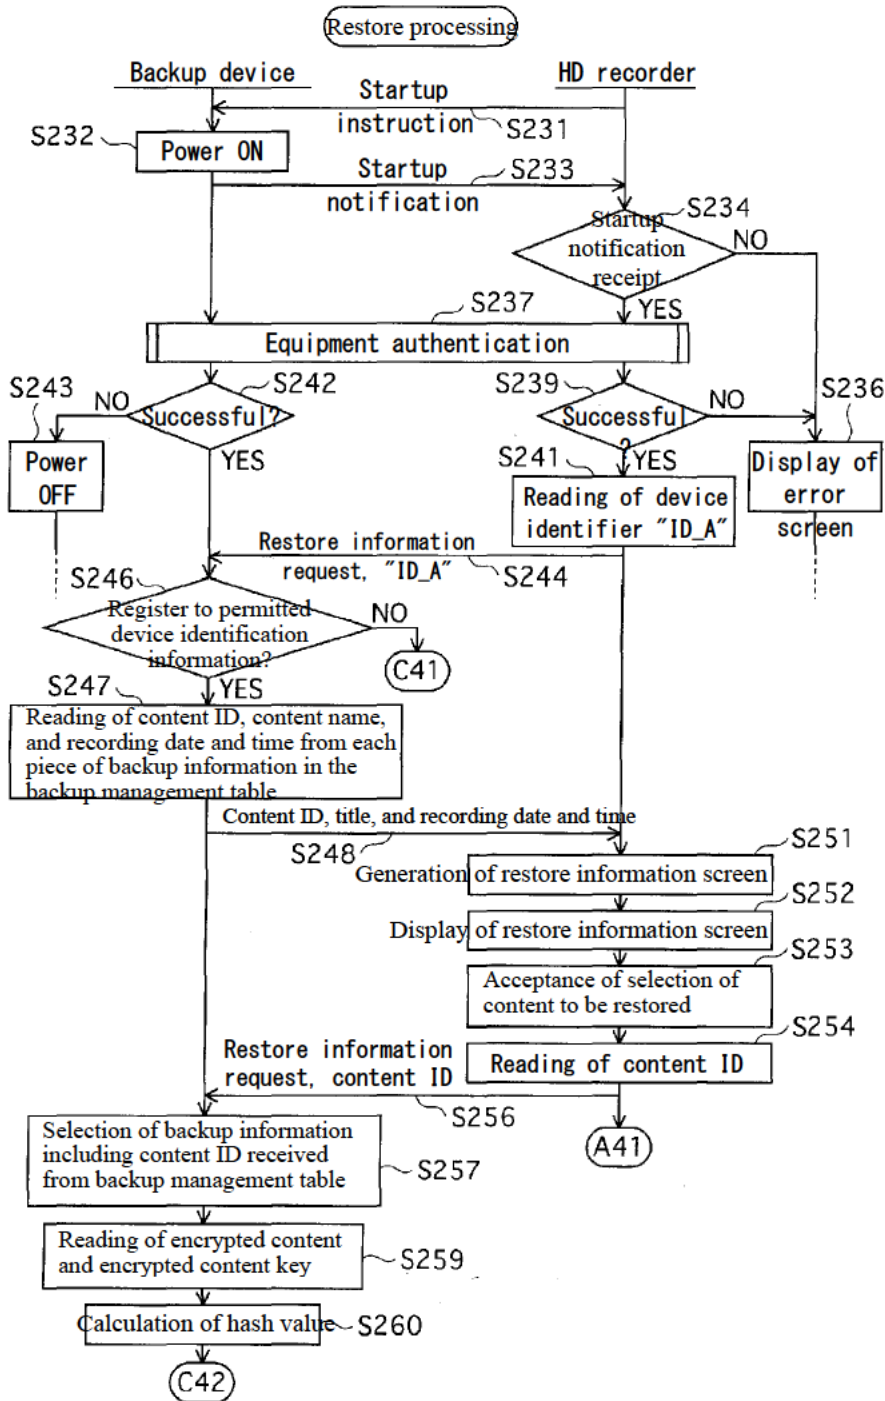 Restore processing
Backup device
HD recorder
Startup
instruction
S231
S232
Power ON
Startup
S233
notification
S234
Startup
notification
receipt
NO
YES
S237
Equipment authentication
S243
S242
S239
S236
NO
Successful?
Successful
?
NO
YES
YES
Power
OFF
S241
Reading of device
identifier "ID_A"
Display of
error
screen
Restore information
request, "ID_A"
S244
S246
Register to permitted
device identification
information?
NO
C41
YES
S247
Reading of content ID, content name,
and recording date and time from each
piece of backup information in the
backup management table
Content ID, title, and recording date and time
S248
S251
Generation of restore information screen
S252
Display of restore information screen
S253
Acceptance of selection of
content to be restored
S254
Reading of content ID
Restore information
request, content ID
S256
A41
Selection of backup information
including content ID received
from backup management table
S257
Reading of encrypted content
and encrypted content key
S259
Calculation of hash value
S260
C42